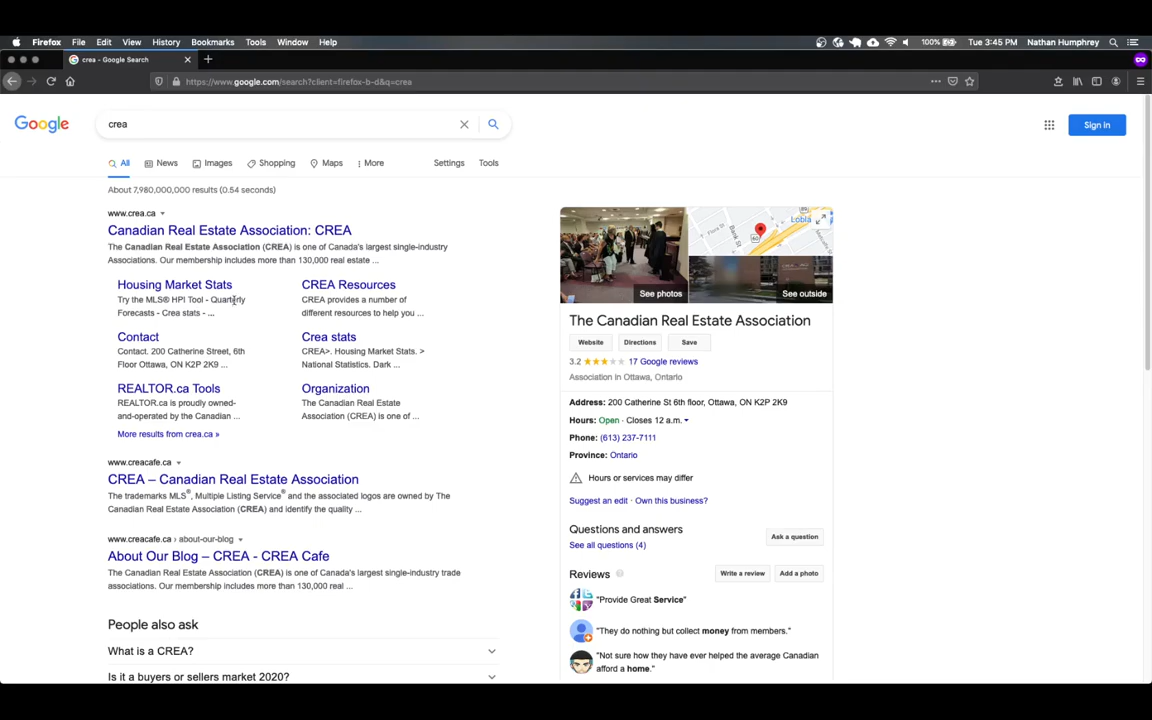 Firefox File Edit View History Bookmarks Tools Window Help
100% Tue 3:45 PM Nathan Humphrey
crea - Google Search
https://www.google.com/search?client=firefox-b-d&q=crea
Google
crea
Sign in
All News Images Shopping Maps More Settings Tools
About 7,980,000,000 results (0.54 seconds)
www.crea.ca
Canadian Real Estate Association: CREA
The Canadian Real Estate Association (CREA) is one of Canada's largest single-industry
Associations. Our membership includes more than 130,000 real estate ...
Housing Market Stats
Try the MLS® HPI Tool - Quarterly
Forecasts - Crea stats - ...
CREA Resources
CREA provides a number of
different resources to help you ...
Contact
Contact. 200 Catherine Street, 6th
Floor Ottawa, ON K2P 2K9 ...
Crea stats
CREA>. Housing Market Stats. >
National Statistics. Dark ...
REALTOR.ca Tools
REALTOR.ca is proudly owned-
and-operated by the Canadian ...
Organization
The Canadian Real Estate
Association (CREA) is one of ...
More results from crea.ca »
www.creacafe.ca
CREA – Canadian Real Estate Association
The trademarks MLS®, Multiple Listing Service® and the associated logos are owned by The
Canadian Real Estate Association (CREA) and identify the quality ...
www.creacafe.ca › about-our-blog
About Our Blog – CREA - CREA Cafe
The Canadian Real Estate Association (CREA) is one of Canada's largest single-industry trade
associations. Our membership includes more than 130,000 real ...
People also ask
What is a CREA?
Is it a buyers or sellers market 2020?
See photos
Lobla
Bank St
Flora St
See outside
The Canadian Real Estate Association
Website Directions Save
3.2 17 Google reviews
Association in Ottawa, Ontario
Address: 200 Catherine St 6th floor, Ottawa, ON K2P 2K9
Hours: Open · Closes 12 a.m.
Phone: (613) 237-7111
Province: Ontario
Hours or services may differ
Suggest an edit · Own this business?
Questions and answers
See all questions (4)
Ask a question
Reviews
Write a review Add a photo
"Provide Great Service"
"They do nothing but collect money from members."
"Not sure how they have ever helped the average Canadian
afford a home."